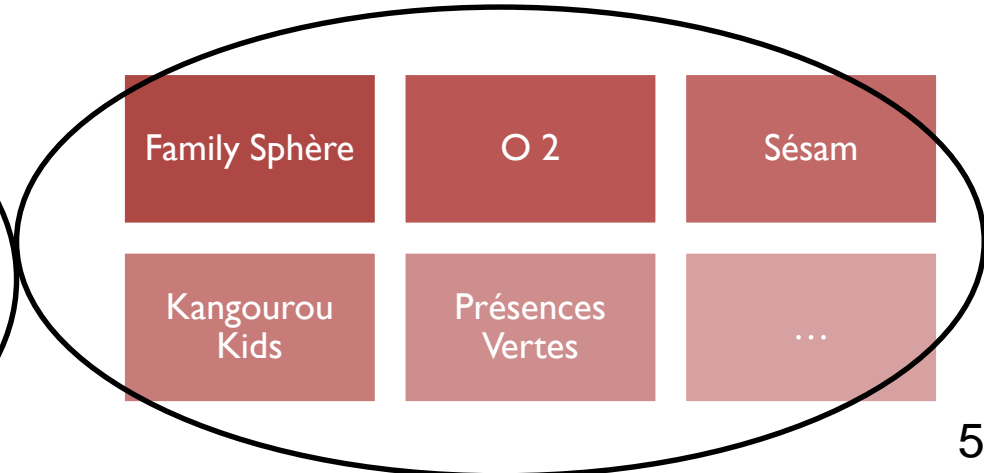 Family Sphère
O 2
Sésam
Kangourou
Kids
Présences
Vertes
...
5